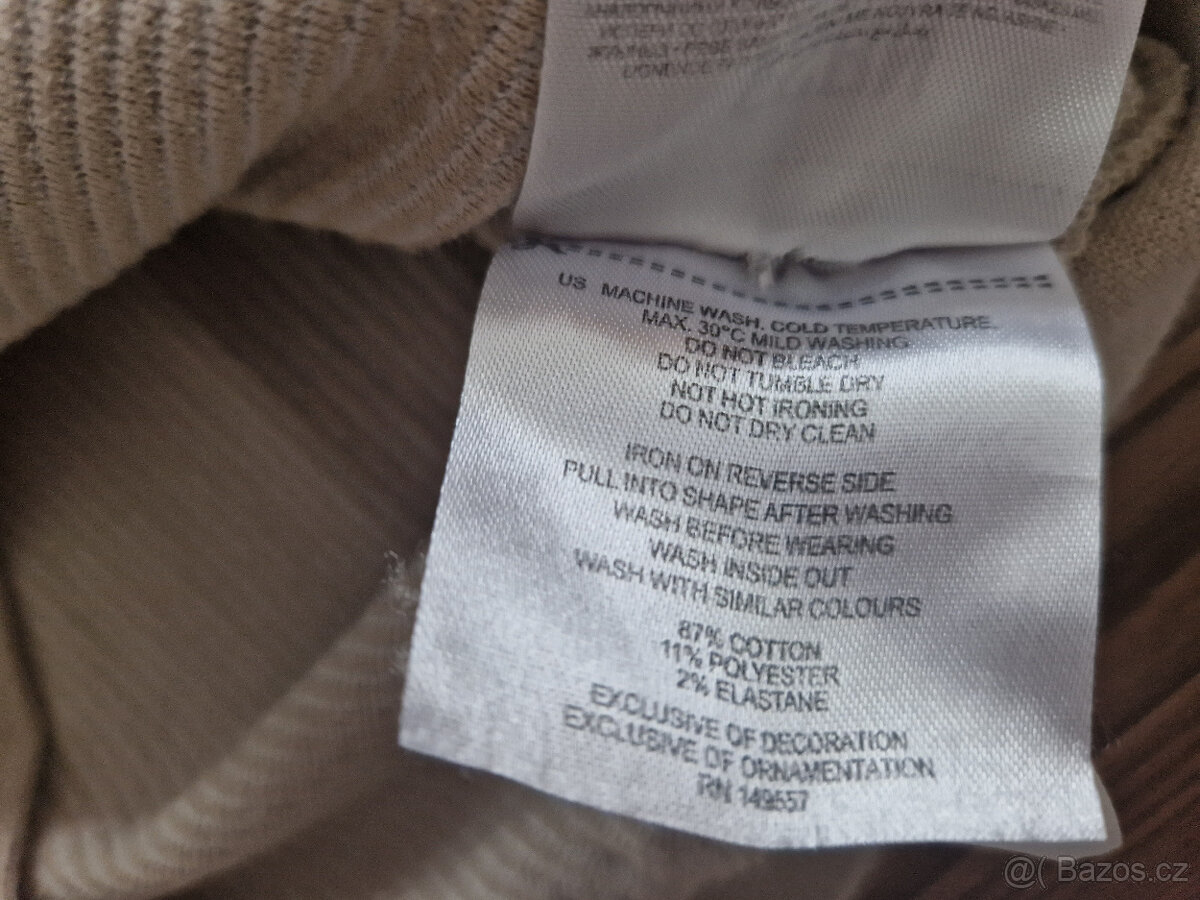 US MACHINE WASH. COLD TEMPERATURE.
MAX. 30°C MILD WASHING
DO NOT BLEACH
DO NOT TUMBLE DRY
NOT HOT IRONING
DO NOT DRY CLEAN
IRON ON REVERSE SIDE
PULL INTO SHAPE AFTER WASHING
WASH BEFORE WEARING
WASH INSIDE OUT
WASH WITH SIMILAR COLOURS
87% COTTON
11% POLYESTER
2% ELASTANE
EXCLUSIVE OF DECORATION
EXCLUSIVE OF ORNAMENTATION
RN 149557
@( Bazos.cz